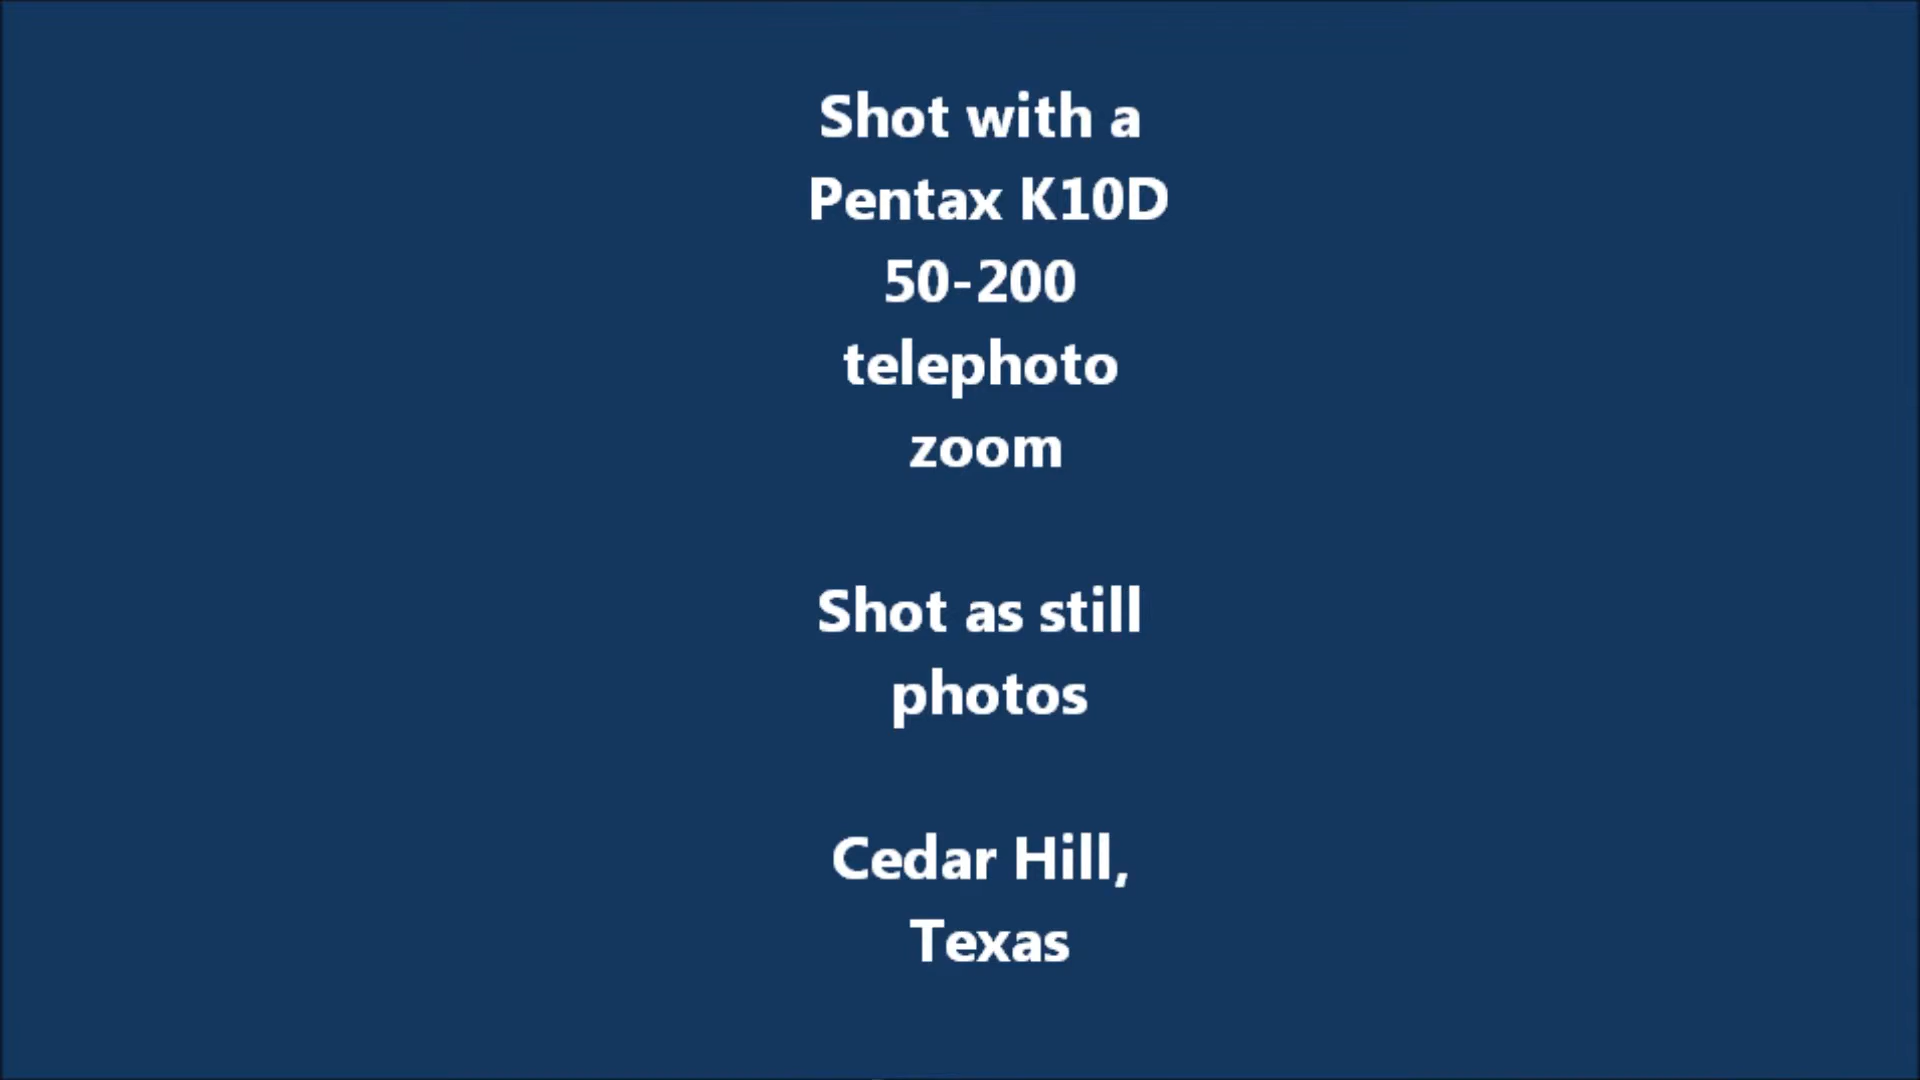 Shot with a
Pentax K10D
50-200
telephoto
zoom
Shot as still
photos
Cedar Hill,
Texas